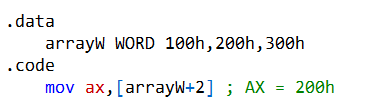 .data
arrayW WORD 100h,200h,300h
.code
mov ax,[arrayW+2] ; AX = 200h